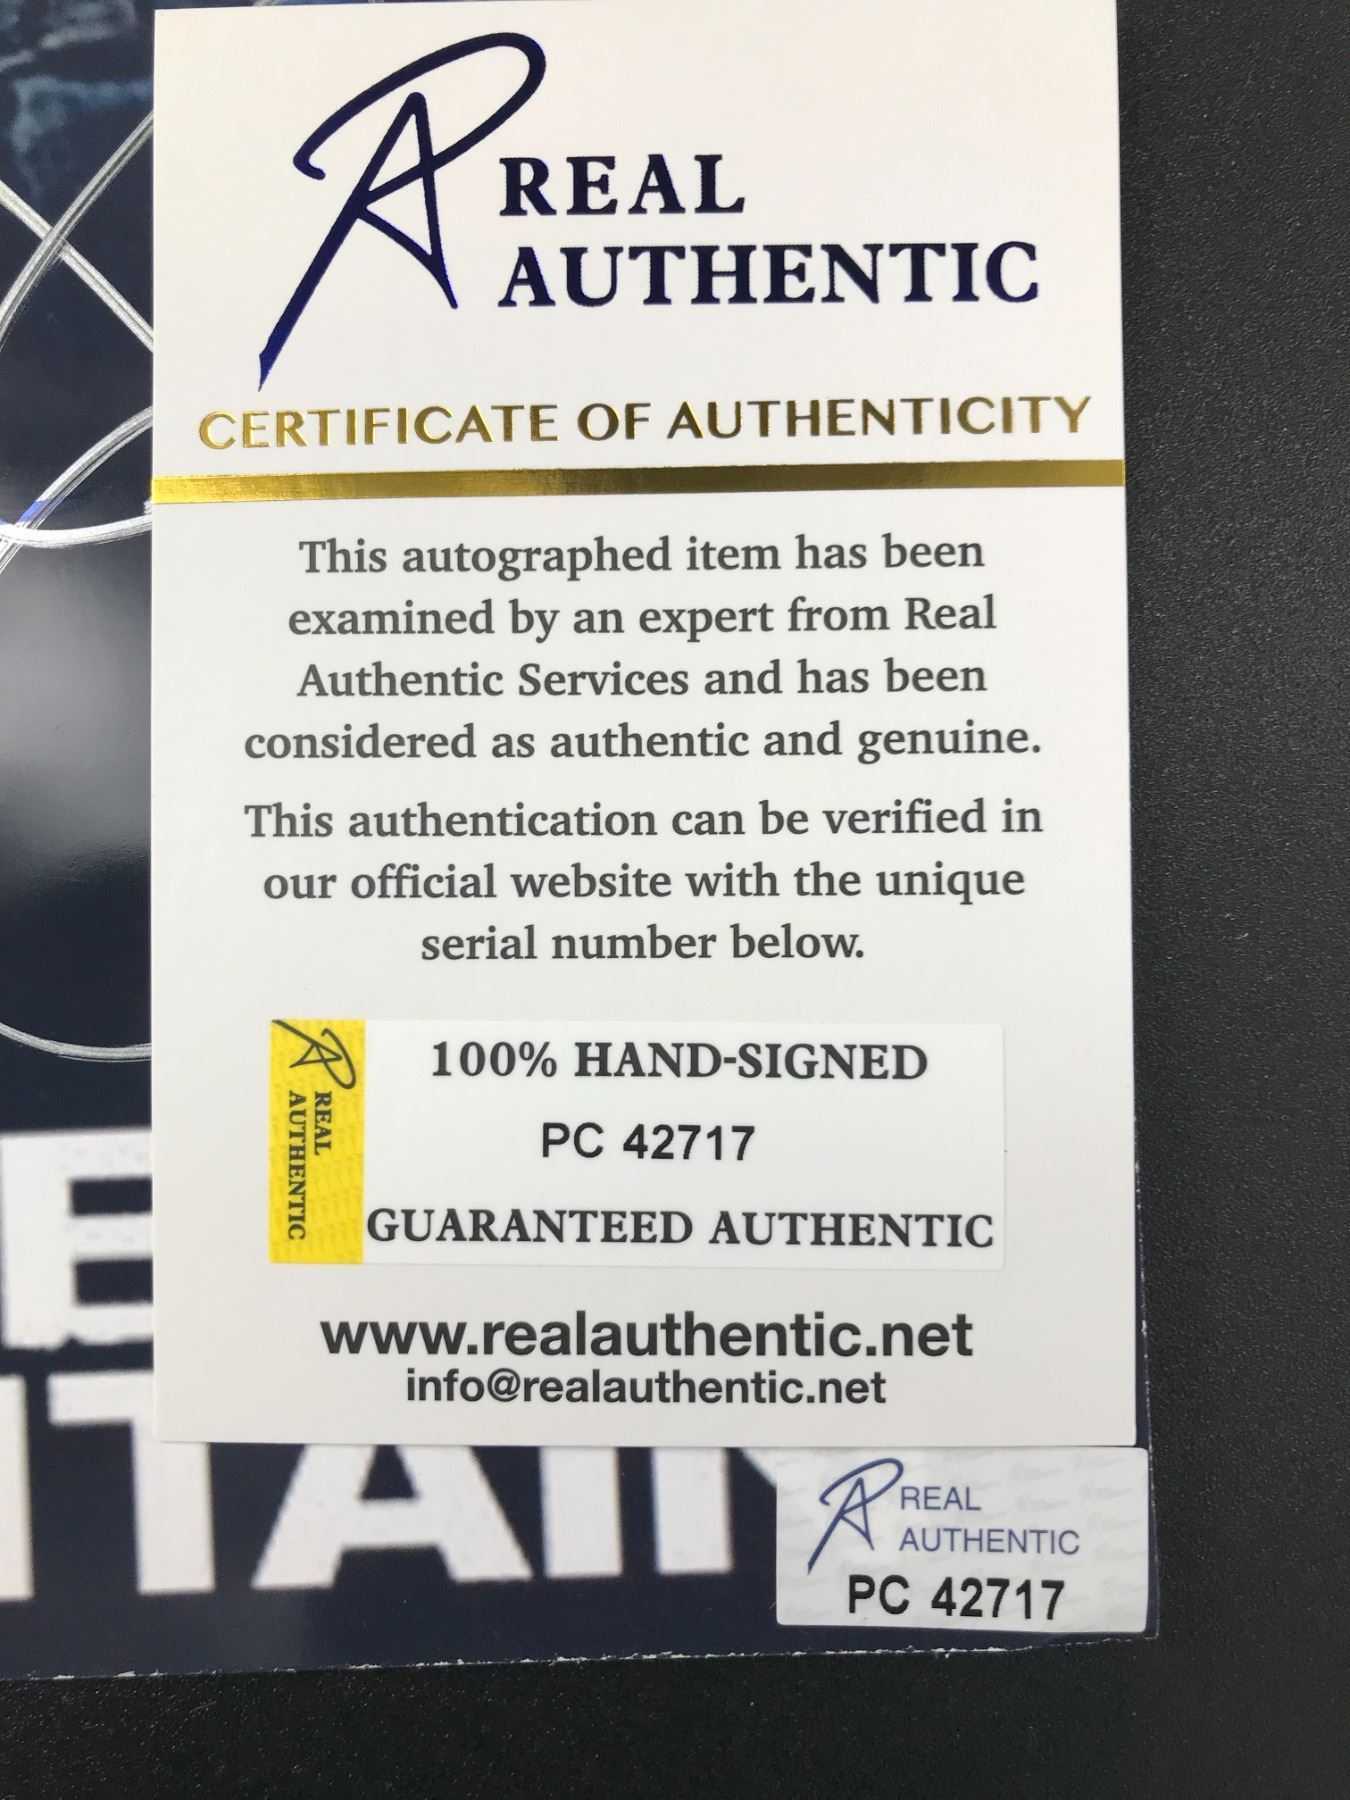 REAL
AUTHENTIC
CERTIFICATE OF AUTHENTICITY
This autographed item has been
examined by an expert from Real
Authentic Services and has been
considered as authentic and genuine.
This authentication can be verified in
our official website with the unique
serial number below.
REAL
AUTHENTIC
100% HAND-SIGNED
PC 42717
GUARANTEED AUTHENTIC
www.realauthentic.net
info@realauthentic.net
E
TAIN
REAL
AUTHENTIC
PC 42717